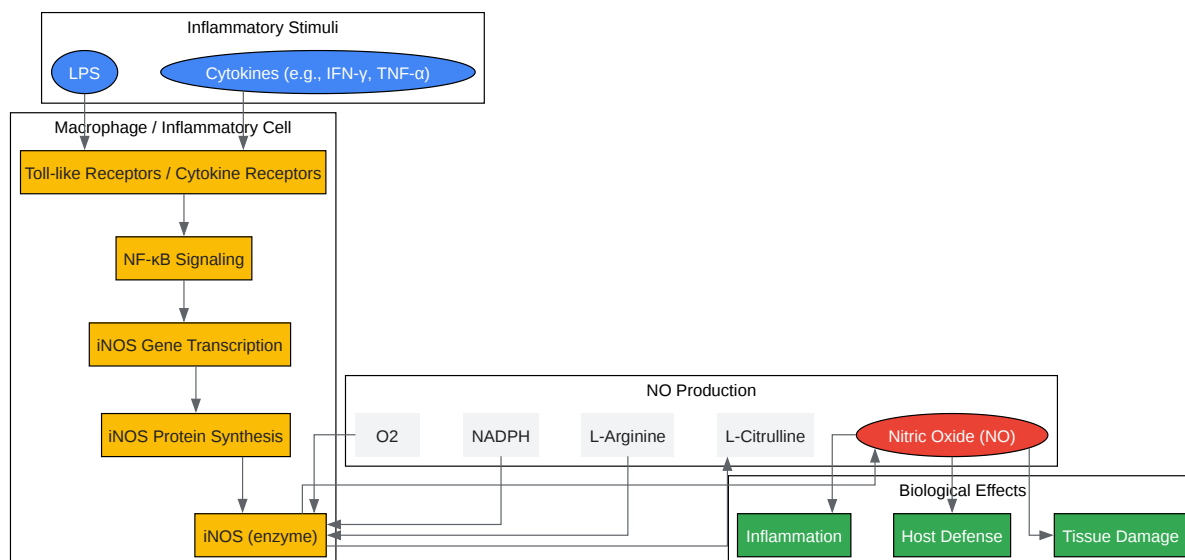 Inflammatory Stimuli
LPS
Cytokines (e.g., IFN-γ, TNF-α)
Macrophage / Inflammatory Cell
Toll-like Receptors / Cytokine Receptors
NF-κB Signaling
iNOS Gene Transcription
iNOS Protein Synthesis
iNOS (enzyme)
NO Production
O2
NADPH
L-Arginine
L-Citrulline
Nitric Oxide (NO)
Biological Effects
Inflammation
Host Defense
Tissue Damage